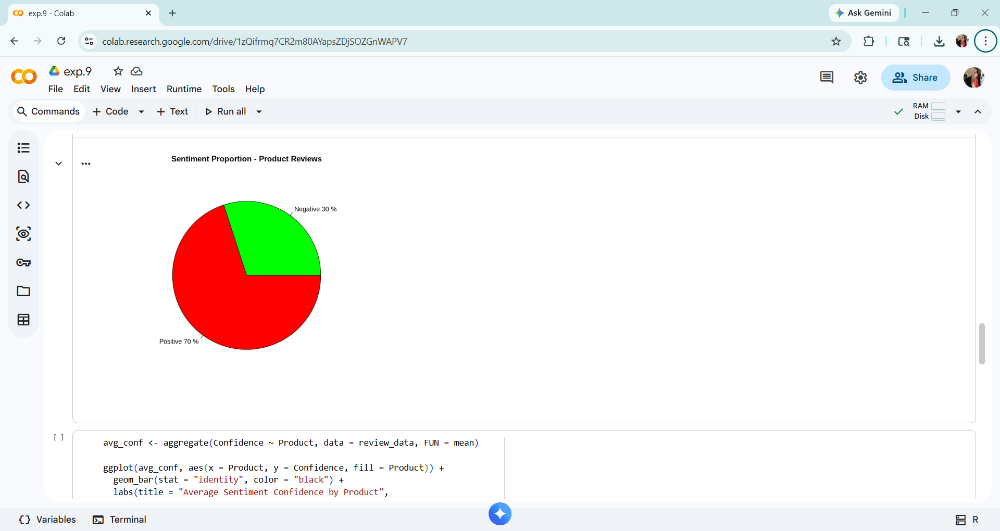 exp.9 - Colab
Ask Gemini
colab.research.google.com/drive/1zQifrmq7CR2m80AYapsZDjSOZGnWAPV7
exp.9
File Edit View Insert Runtime Tools Help
Share
Commands + Code + Text Run all
RAM
Disk
Sentiment Proportion - Product Reviews
Negative 30 %
Positive 70 %
[ ]
avg_conf <- aggregate(Confidence ~ Product, data = review_data, FUN = mean)
ggplot(avg_conf, aes(x = Product, y = Confidence, fill = Product)) +
geom_bar(stat = "identity", color = "black") +
labs(title = "Average Sentiment Confidence by Product",
Variables Terminal
R